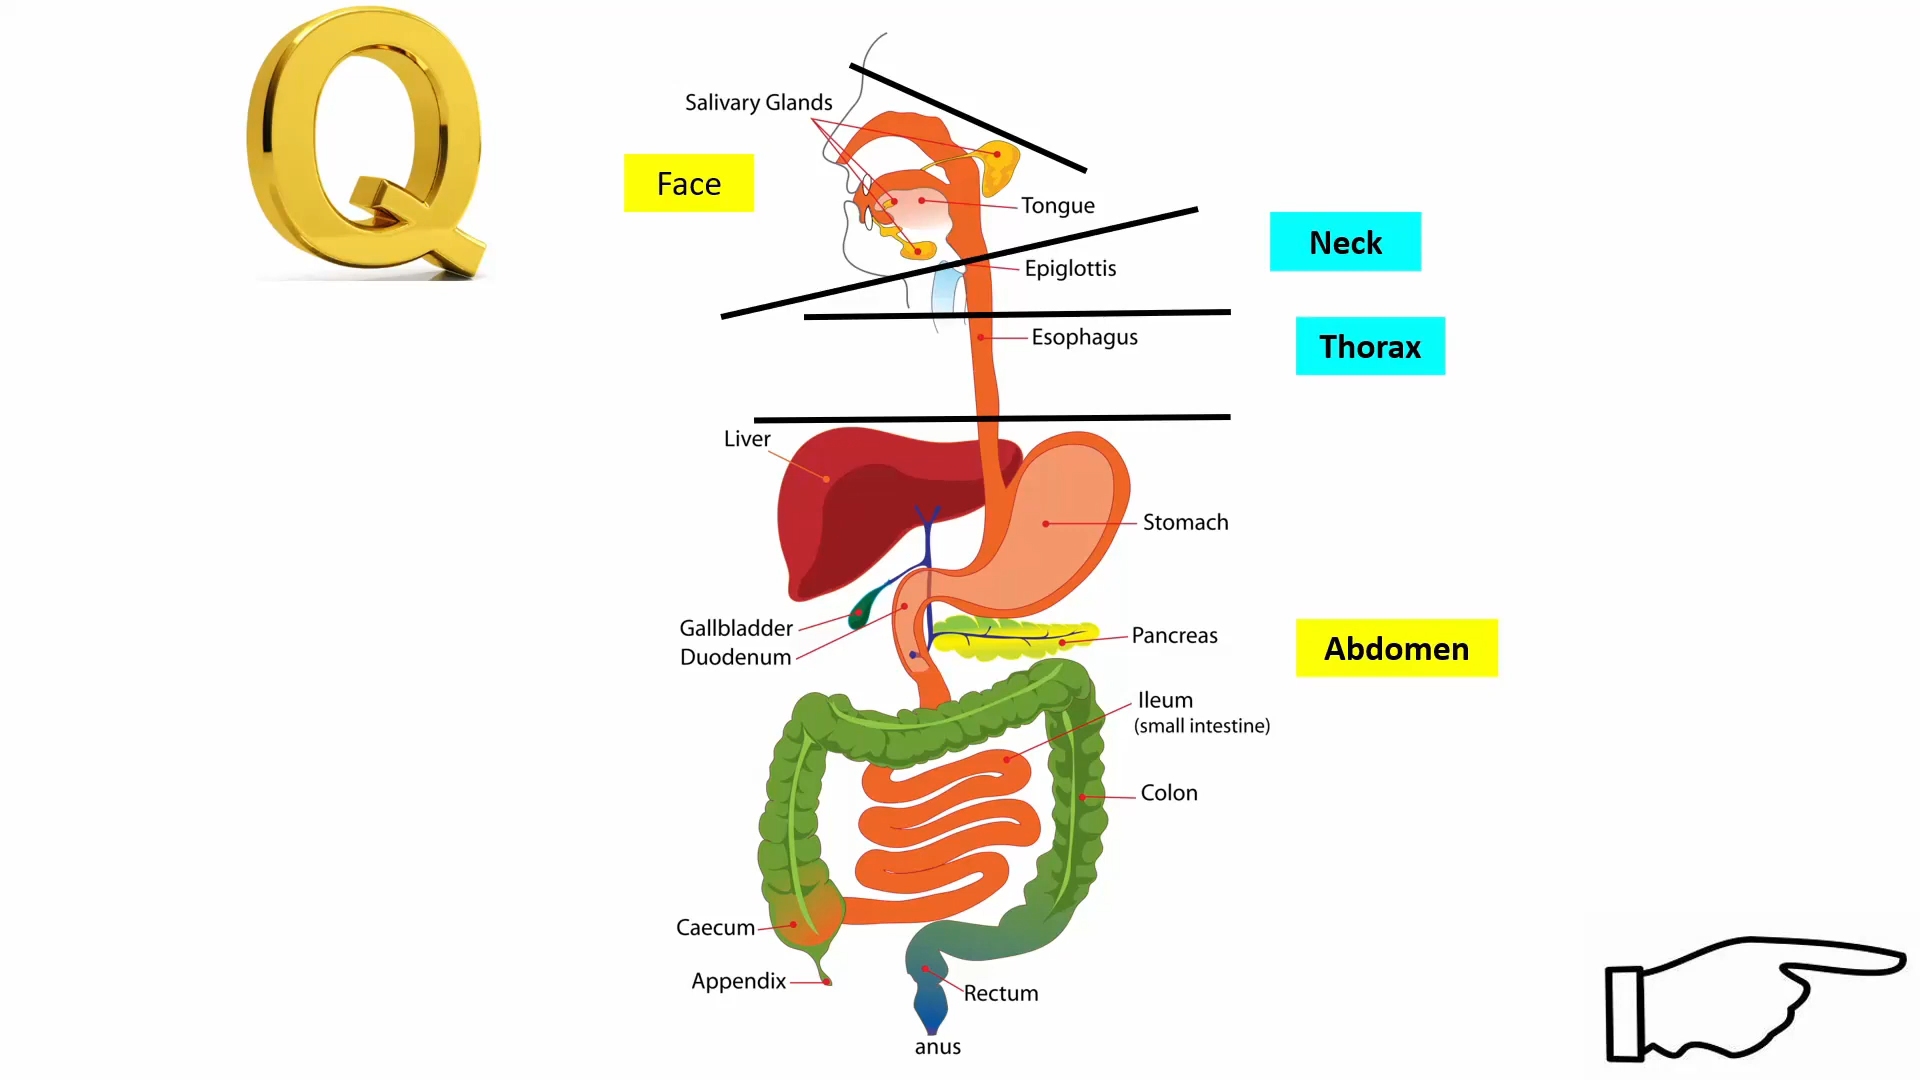 Q
Salivary Glands
Face
Tongue
Neck
Epiglottis
Thorax
Esophagus
Liver
Stomach
Gallbladder
Duodenum
Pancreas
Abdomen
Ileum
(small intestine)
Colon
Caecum
Appendix
Rectum
anus